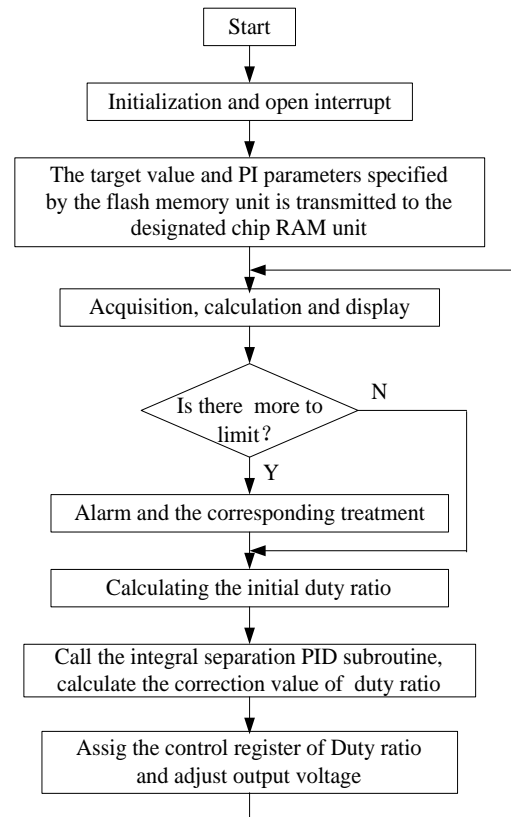 Start
Initialization and open interrupt
The target value and PI parameters specified
by the flash memory unit is transmitted to the
designated chip RAM unit
Acquisition, calculation and display
Is there more to
limit?
N
Y
Alarm and the corresponding treatment
Calculating the initial duty ratio
Call the integral separation PID subroutine,
calculate the correction value of duty ratio
Assig the control register of Duty ratio
and adjust output voltage